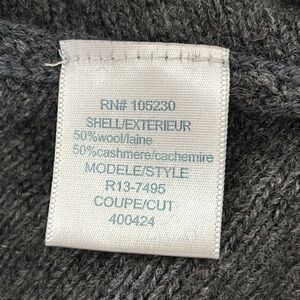 RN# 105230
SHELL/EXTERIEUR
50%wool/laine
50%cashmere/cachemire
MODELE/STYLE
R13-7495
COUPE/CUT
400424